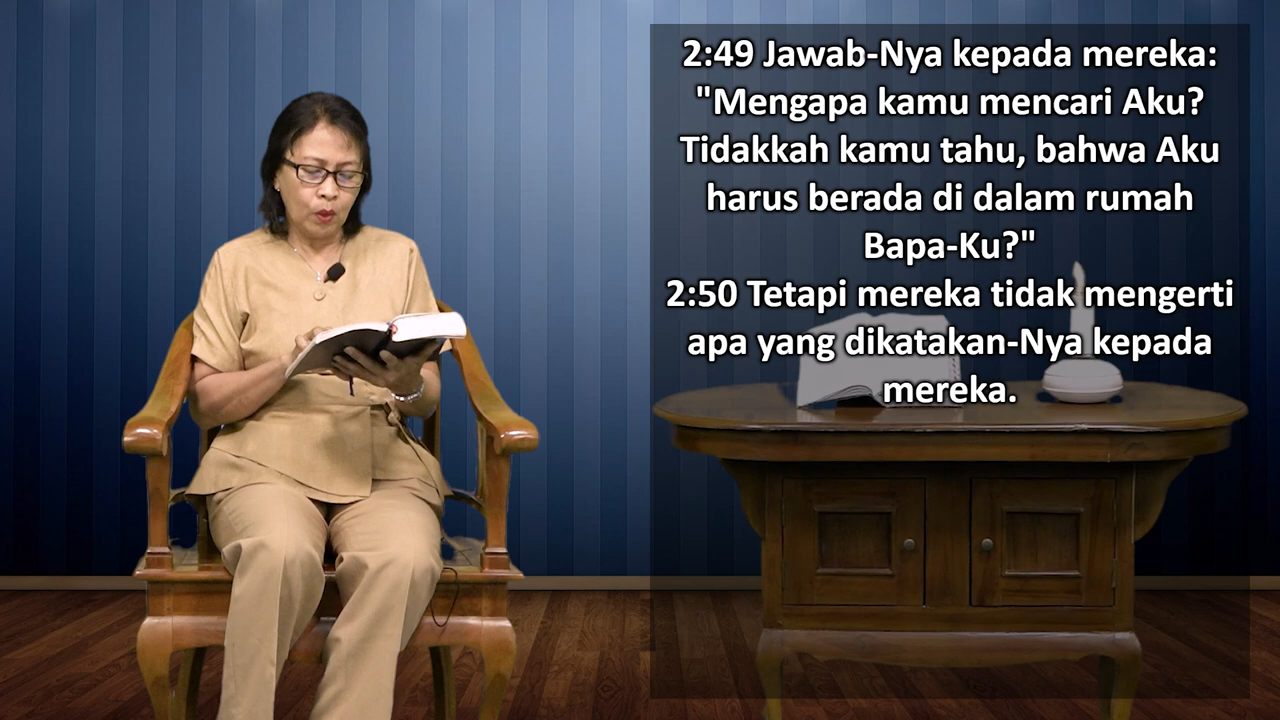 2:49 Jawab-Nya kepada mereka:
"Mengapa kamu mencari Aku?
Tidakkah kamu tahu, bahwa Aku
harus berada di dalam rumah
Bapa-Ku?"
2:50 Tetapi mereka tidak mengerti
apa yang dikatakan-Nya kepada
mereka.